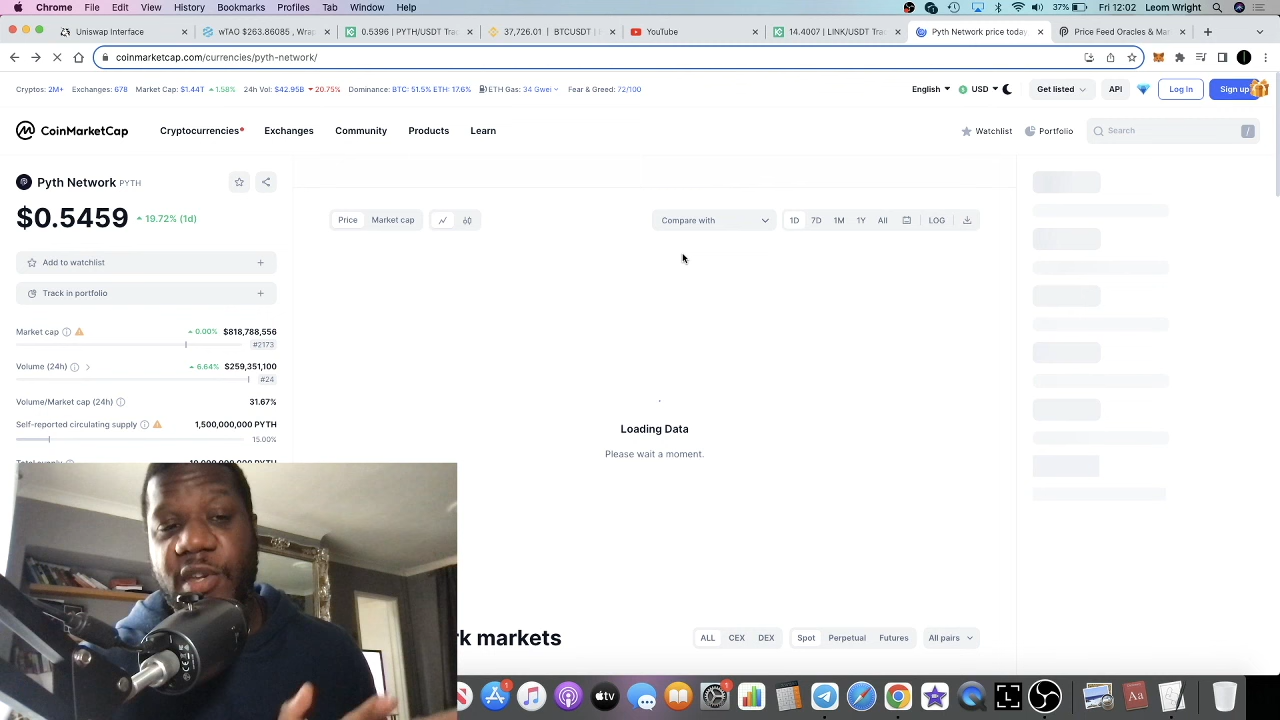 Chrome File Edit View History Bookmarks Profiles Tab Window Help 37% Fri 12:02 Leom Wright
Uniswap Interface wTAO $263.86085 , Wrap 0.5396 | PYTH/USDT Trad 37,726.01 | BTCUSDT | YouTube 14.4007 | LINK/USDT Trad Pyth Network price today Price Feed Oracles & Mar
coinmarketcap.com/currencies/pyth-network/
Cryptos: 2M+ Exchanges: 678 Market Cap: $1.44T 1.58% 24h Vol: $42.95B 20.75% Dominance: BTC: 51.5% ETH: 17.6% ETH Gas: 34 Gwei Fear & Greed: 72/100 English USD Get listed API Log In Sign up
CoinMarketCap Cryptocurrencies Exchanges Community Products Learn Watchlist Portfolio Search /
Pyth Network PYTH
$0.5459 19.72% (1d)
Price Market cap Compare with 1D 7D 1M 1Y All LOG
Add to watchlist +
Track in portfolio +
Market cap 0.00% $818,788,556
#2173
Volume (24h) 6.64% $259,351,100
#24
Volume/Market cap (24h) 31.67%
Self-reported circulating supply 1,500,000,000 PYTH
15.00%
Loading Data
Please wait a moment.
rk markets ALL CEX DEX Spot Perpetual Futures All pairs
tv